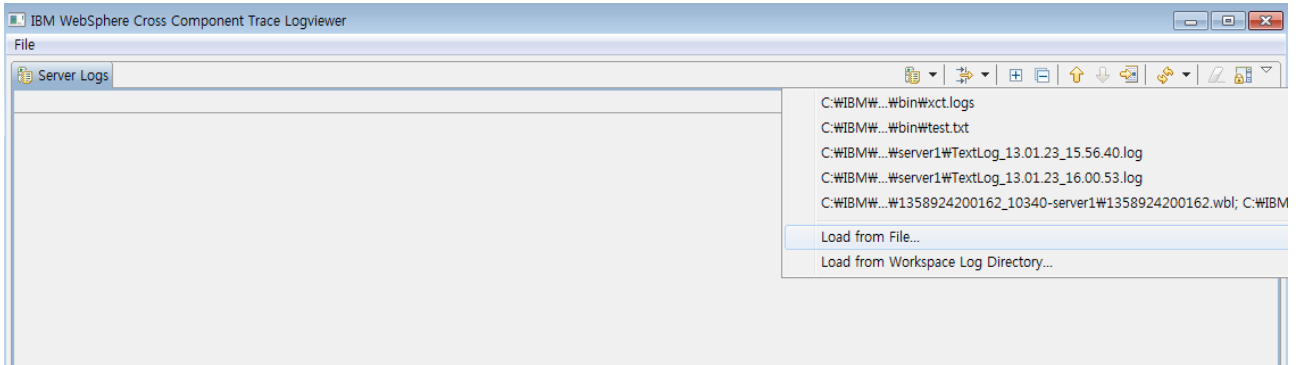 IBM WebSphere Cross Component Trace Logviewer
File
Server Logs
C:₩IBM₩...₩bin₩xct.logs
C:₩IBM₩...₩bin₩test.txt
C:₩IBM₩...₩server1₩TextLog_13.01.23_15.56.40.log
C:₩IBM₩...₩server1₩TextLog_13.01.23_16.00.53.log
C:₩IBM₩...₩1358924200162_10340-server1₩1358924200162.wbl; C:₩IBM
Load from File...
Load from Workspace Log Directory...